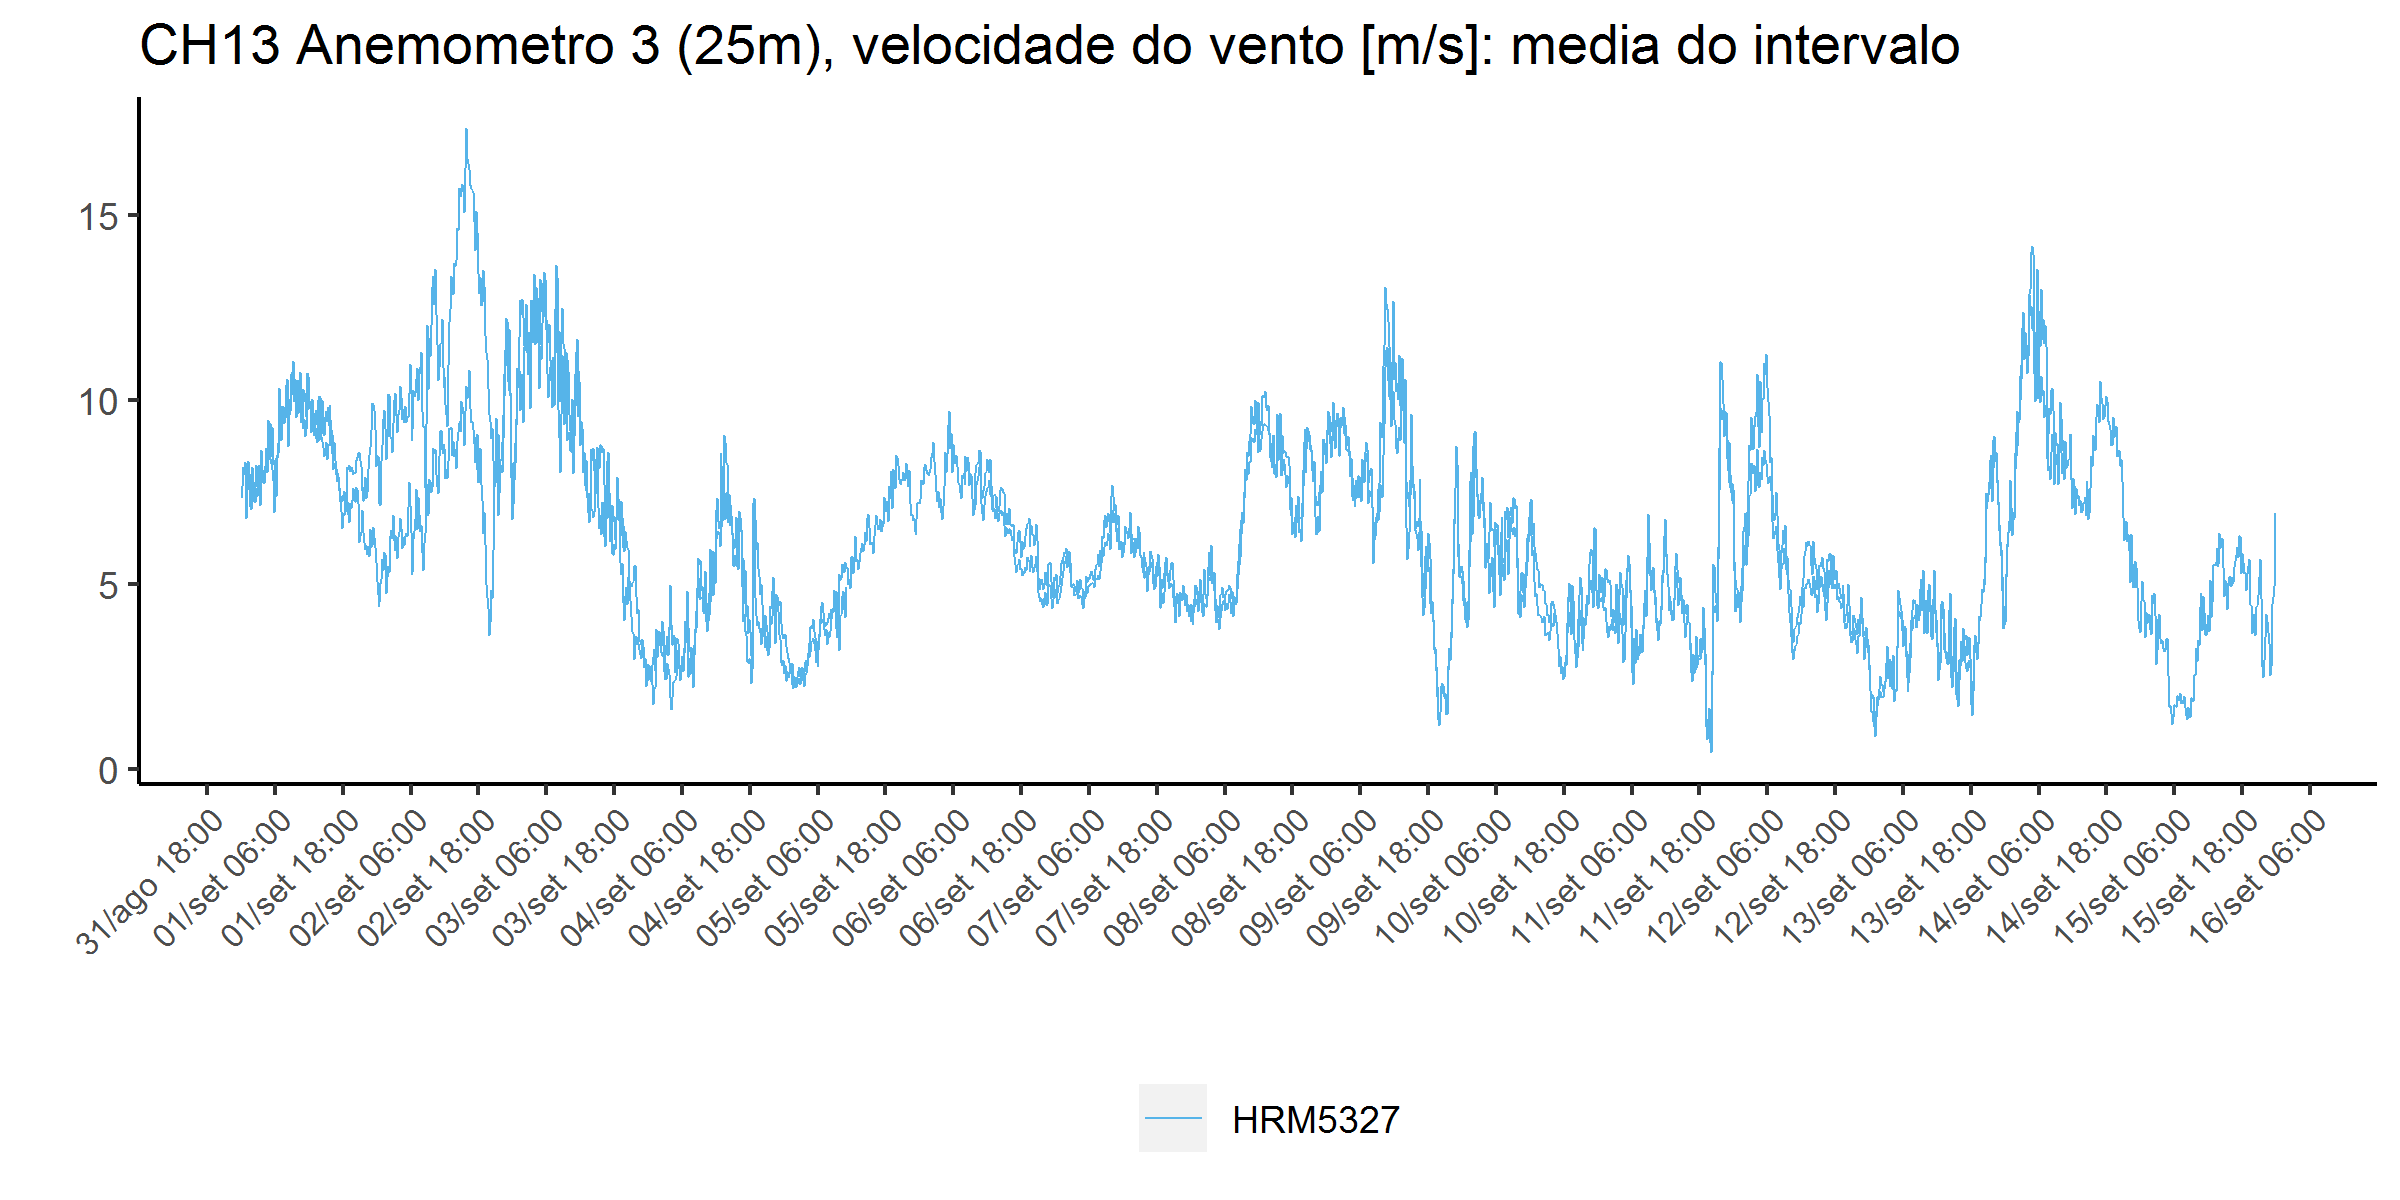 CH13 Anemometro 3 (25m), velocidade do vento [m/s]: media do intervalo
15
10
5
0
31/ago 18:00
01/set 06:00
01/set 18:00
02/set 06:00
02/set 18:00
03/set 06:00
03/set 18:00
04/set 06:00
04/set 18:00
05/set 06:00
05/set 18:00
06/set 06:00
06/set 18:00
07/set 06:00
07/set 18:00
08/set 06:00
08/set 18:00
09/set 06:00
09/set 18:00
10/set 06:00
10/set 18:00
11/set 06:00
11/set 18:00
12/set 06:00
12/set 18:00
13/set 06:00
13/set 18:00
14/set 06:00
14/set 18:00
15/set 06:00
15/set 18:00
16/set 06:00
HRM5327